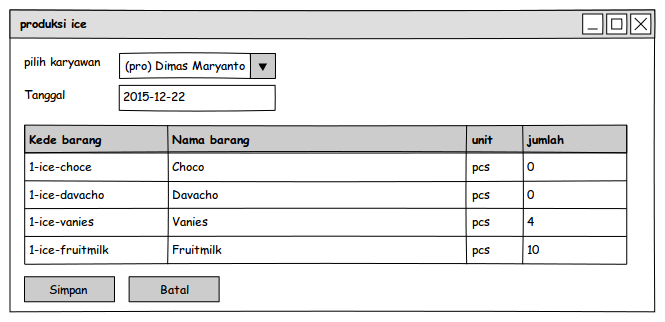 produksi ice
pilih karyawan (pro) Dimas Maryanto
Tanggal 2015-12-22
Kede barang Nama barang unit jumlah
1-ice-choce Choco pcs 0
1-ice-davacho Davacho pcs 0
1-ice-vanies Vanies pcs 4
1-ice-fruitmilk Fruitmilk pcs 10
Simpan Batal